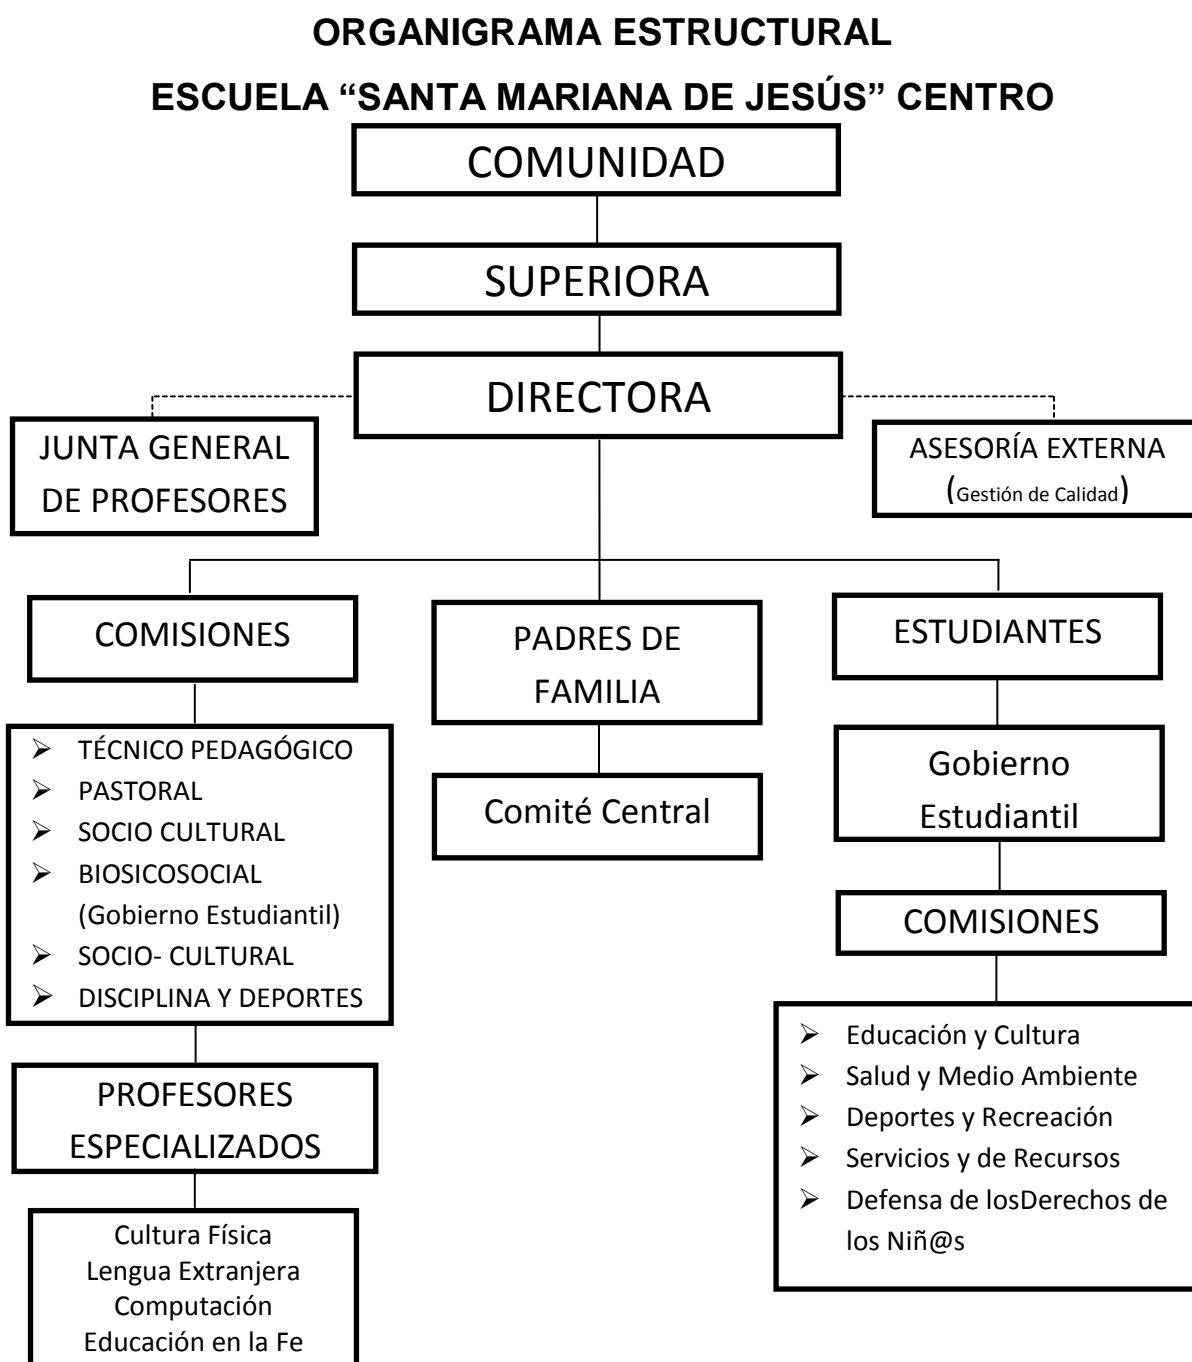 ORGANIGRAMA ESTRUCTURAL
ESCUELA “SANTA MARIANA DE JESÚS” CENTRO
COMUNIDAD
SUPERIORA
DIRECTORA
JUNTA GENERAL
DE PROFESORES
ASESORÍA EXTERNA
(Gestión de Calidad)
COMISIONES
PADRES DE
FAMILIA
ESTUDIANTES
➢ TÉCNICO PEDAGÓGICO
➢ PASTORAL
➢ SOCIO CULTURAL
➢ BIOSICOSOCIAL
(Gobierno Estudiantil)
➢ SOCIO- CULTURAL
➢ DISCIPLINA Y DEPORTES
Comité Central
Gobierno
Estudiantil
COMISIONES
PROFESORES
ESPECIALIZADOS
➢ Educación y Cultura
➢ Salud y Medio Ambiente
➢ Deportes y Recreación
➢ Servicios y de Recursos
➢ Defensa de losDerechos de
los Niñ@s
Cultura Física
Lengua Extranjera
Computación
Educación en la Fe